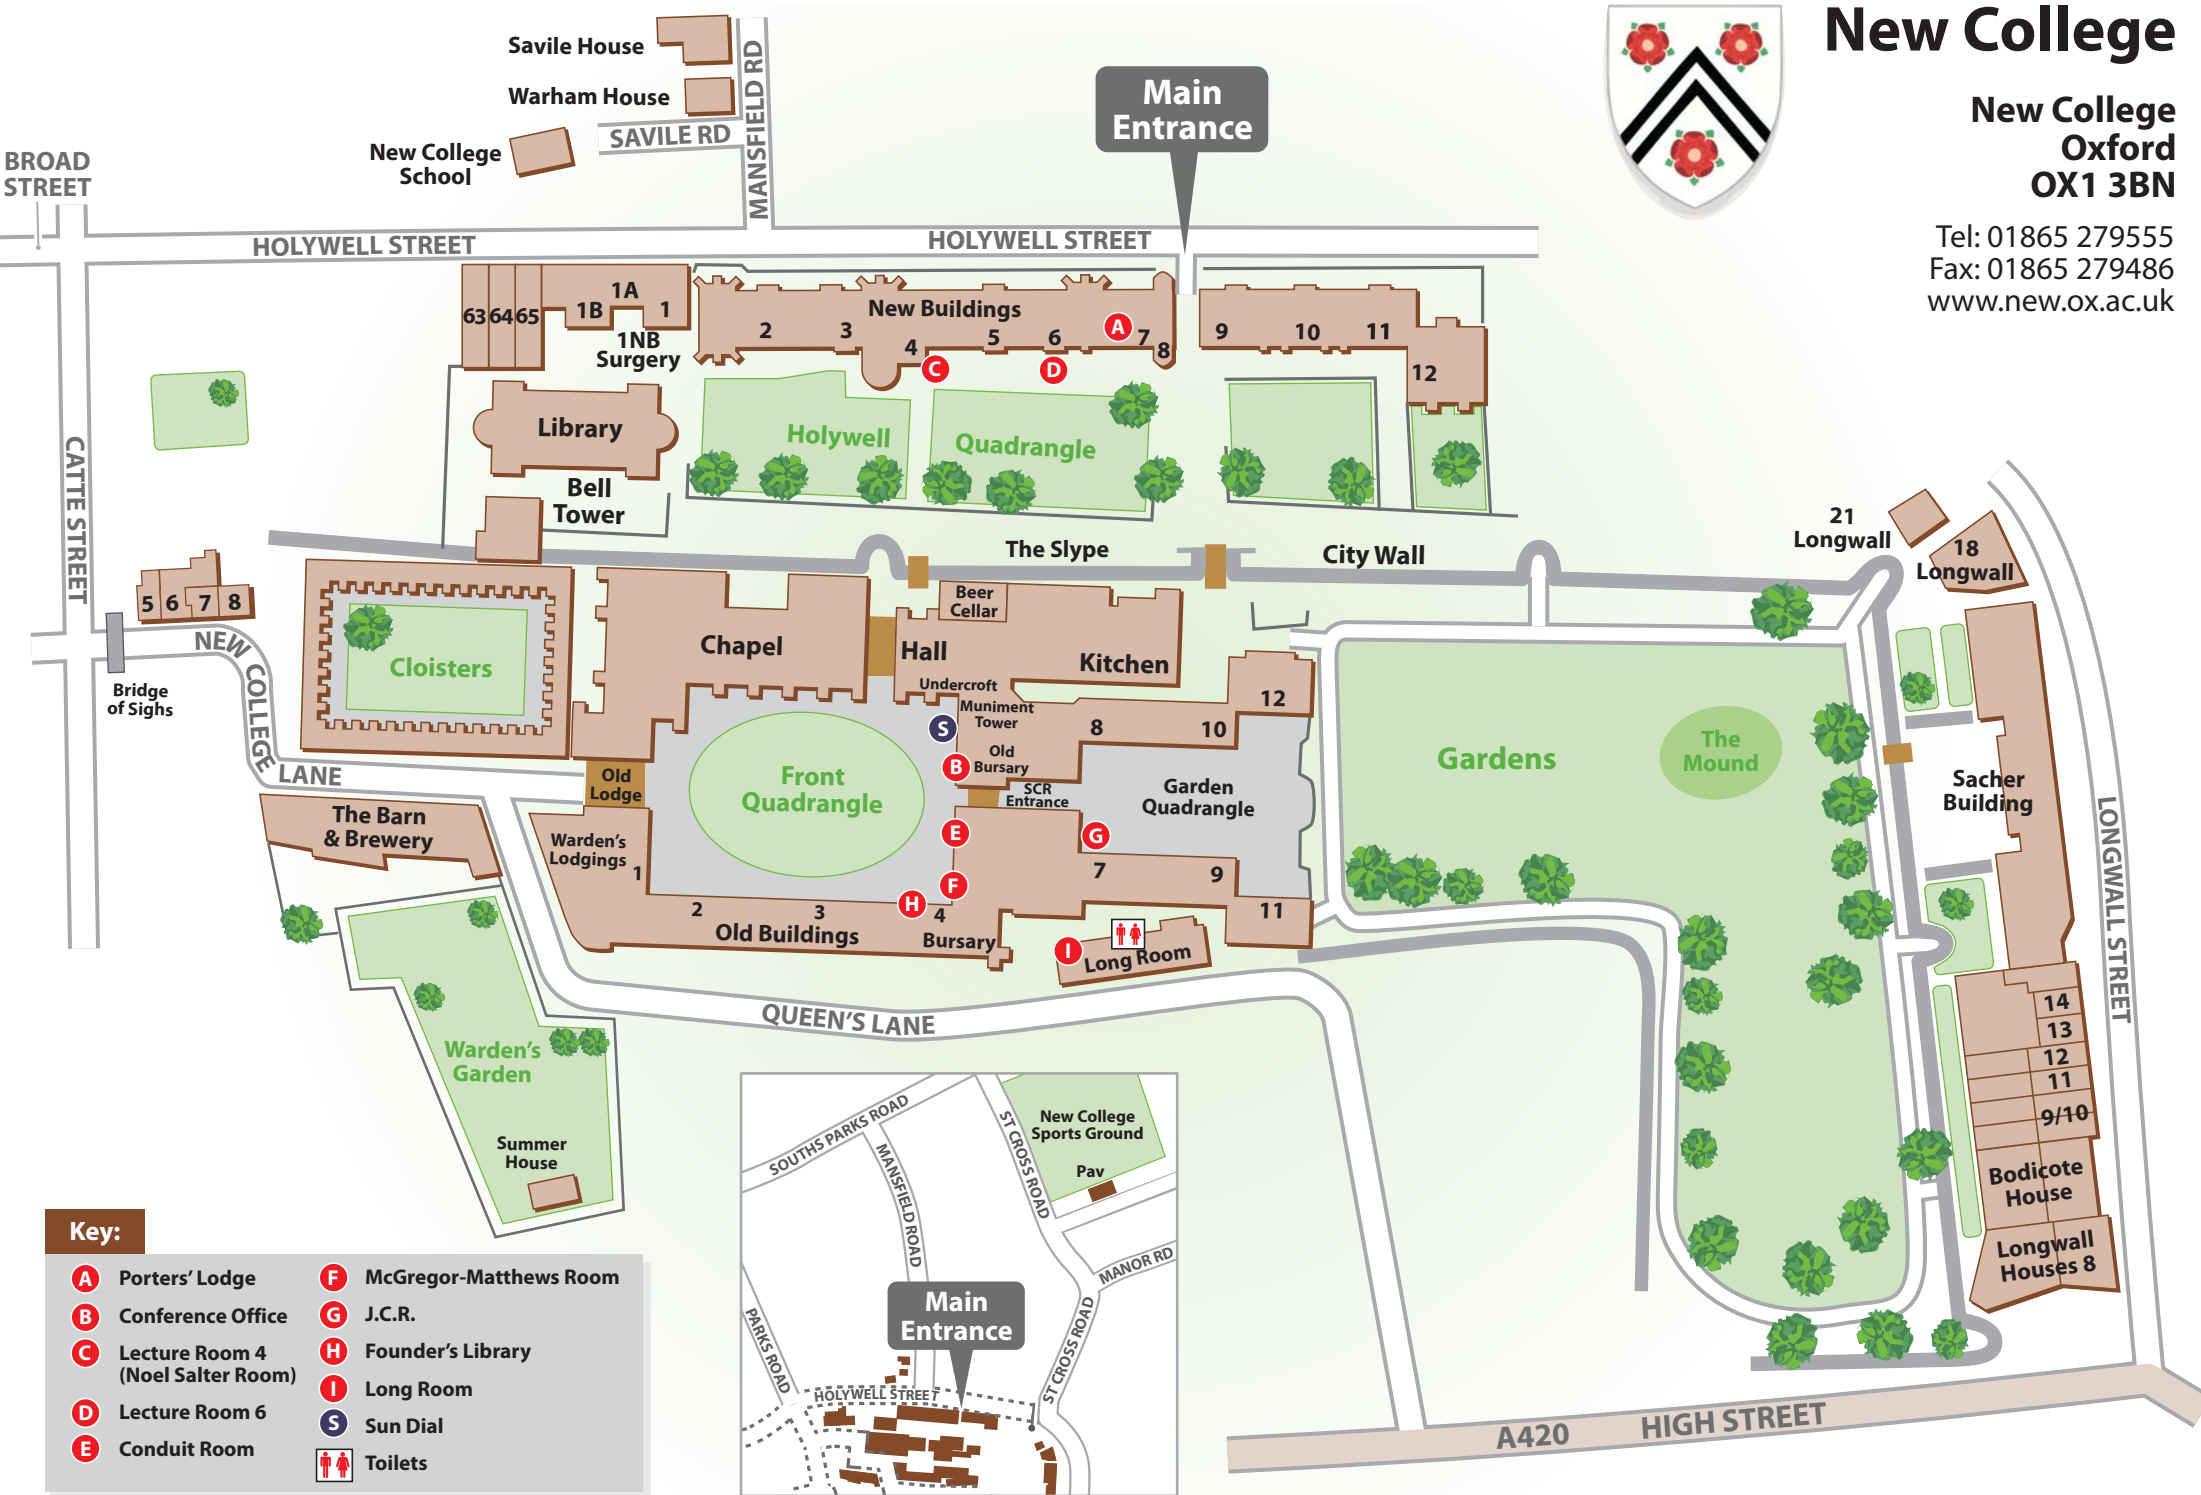 New College
New College
Oxford
OX1 3BN
Tel: 01865 279555
Fax: 01865 279486
www.new.ox.ac.uk
Main
Entrance
Savile House
Warham House
New College
School
SAVILE RD
MANSFIELD RD
BROAD
STREET
HOLYWELL STREET
HOLYWELL STREET
CATTE STREET
63 64 65
1A
1B
1
1NB
Surgery
New Buildings
2
3
4
5
6
A
7
8
C
D
9
10
11
12
Library
Bell
Tower
Holywell
Quadrangle
The Slype
City Wall
21
Longwall
18
Longwall
5 6 7 8
Bridge
of Sighs
NEW COLLEGE LANE
Cloisters
Chapel
Beer
Cellar
Hall
Kitchen
Undercroft
Muniment
Tower
S
Old
Bursary
B
8
10
12
SCR
Entrance
Garden
Quadrangle
Front
Quadrangle
Old
Lodge
The Barn
& Brewery
Warden's
Lodgings
1
E
G
F
H
7
9
11
2
3
4
Old Buildings
Bursary
I
Long Room
Gardens
The
Mound
Sacher
Building
LONGWALL STREET
14
13
12
11
9/10
Bodicote
House
Longwall
Houses 8
QUEEN'S LANE
Warden's
Garden
Summer
House
A420
HIGH STREET
SOUTHS PARKS ROAD
MANSFIELD ROAD
ST CROSS ROAD
New College
Sports Ground
Pav
MANOR RD
PARKS ROAD
Main
Entrance
HOLYWELL STREET
ST CROSS ROAD
Key:
A Porters' Lodge
B Conference Office
C Lecture Room 4
(Noel Salter Room)
D Lecture Room 6
E Conduit Room
F McGregor-Matthews Room
G J.C.R.
H Founder's Library
I Long Room
S Sun Dial
Toilets